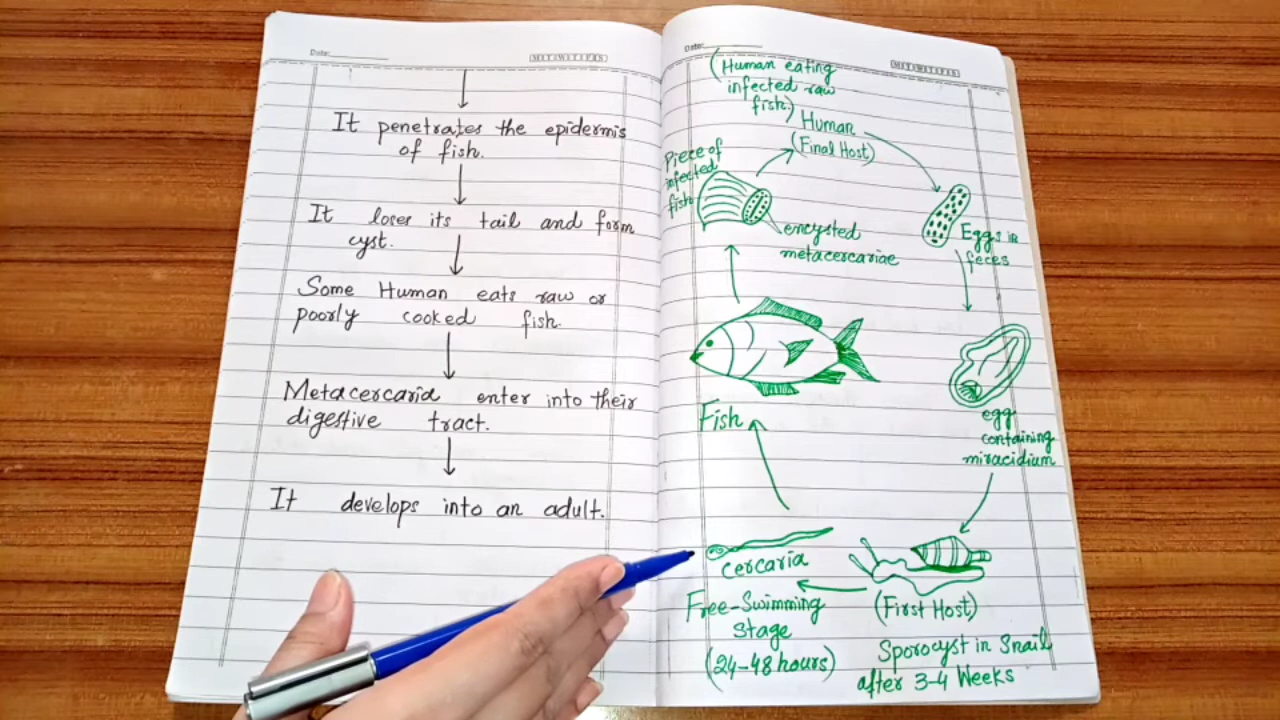 Date:
M T W T F S
It penetrates the epidermis
of fish.
It loses its tail and form
cyst.
Some Human eats raw or
poorly cooked fish.
Metacercaria enter into their
digestive tract.
It develops into an adult.
Date:
M T W T F S
(Human eating
infected raw
fish.)
Human
(Final Host)
Piece of
infected
fish
encysted
metacercariae
Eggs in
feces
egg
containing
miracidium
Fish
cercaria
Free-Swimming
Stage
(24-48 hours)
(First Host)
Sporocyst in Snail
after 3-4 Weeks